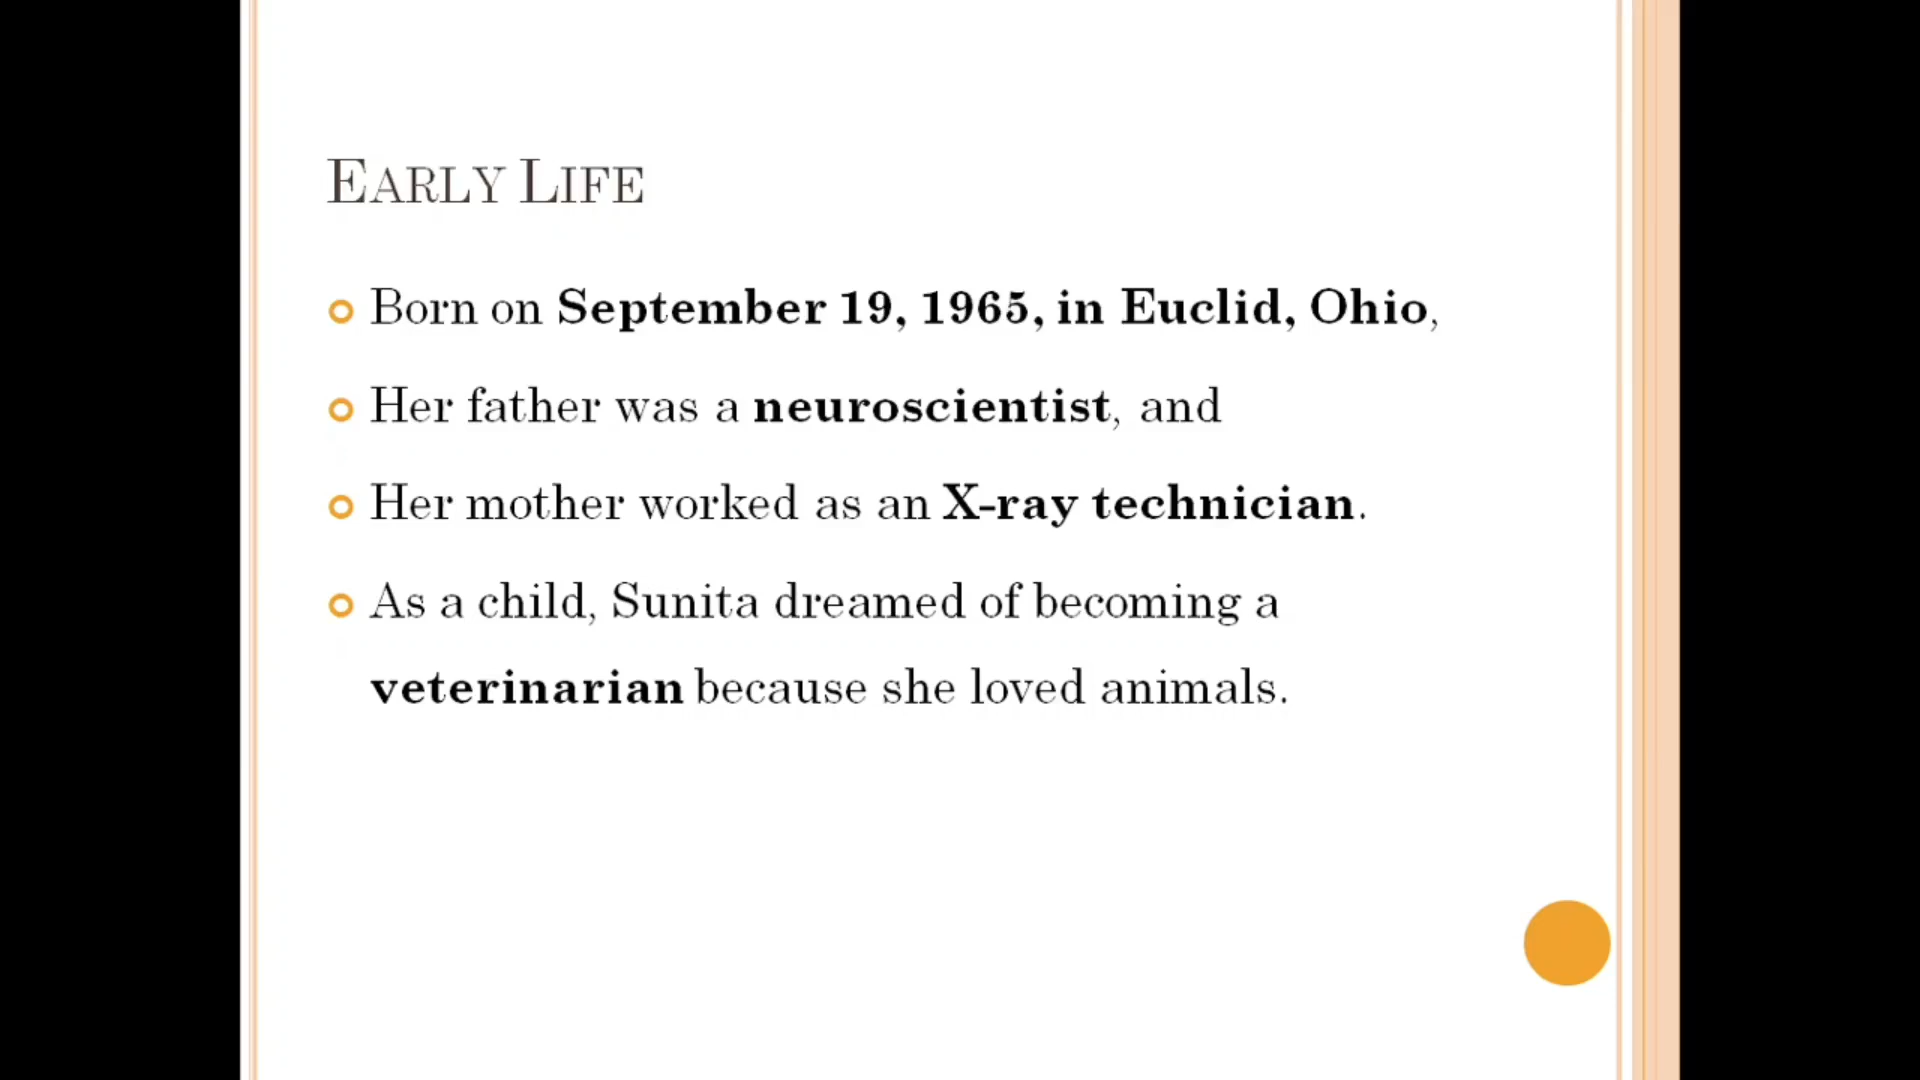 EARLY LIFE
Born on September 19, 1965, in Euclid, Ohio,
Her father was a neuroscientist, and
Her mother worked as an X-ray technician.
As a child, Sunita dreamed of becoming a
veterinarian because she loved animals.